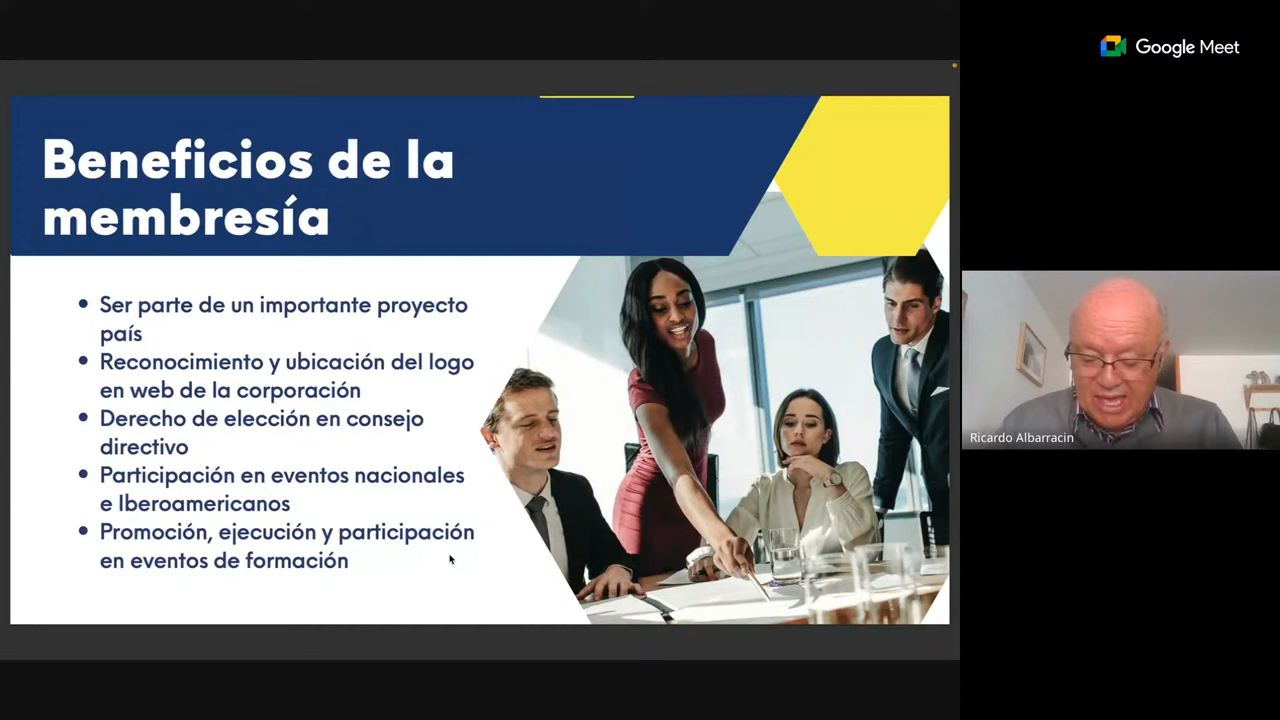 Google Meet
Beneficios de la
membresía
• Ser parte de un importante proyecto
país
• Reconocimiento y ubicación del logo
en web de la corporación
• Derecho de elección en consejo
directivo
• Participación en eventos nacionales
e Iberoamericanos
• Promoción, ejecución y participación
en eventos de formación
Ricardo Albarracin